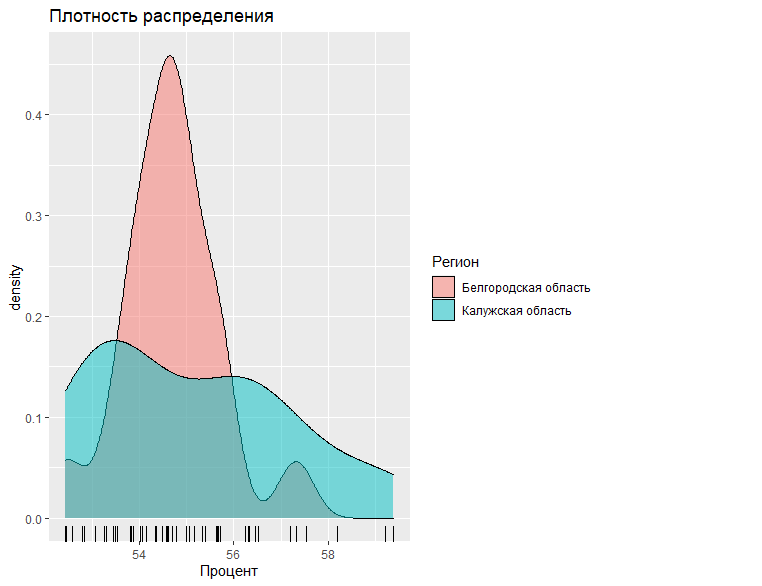 Плотность распределения
density
0.4
0.3
0.2
0.1
0.0
54
56
58
Процент
Регион
Белгородская область
Калужская область